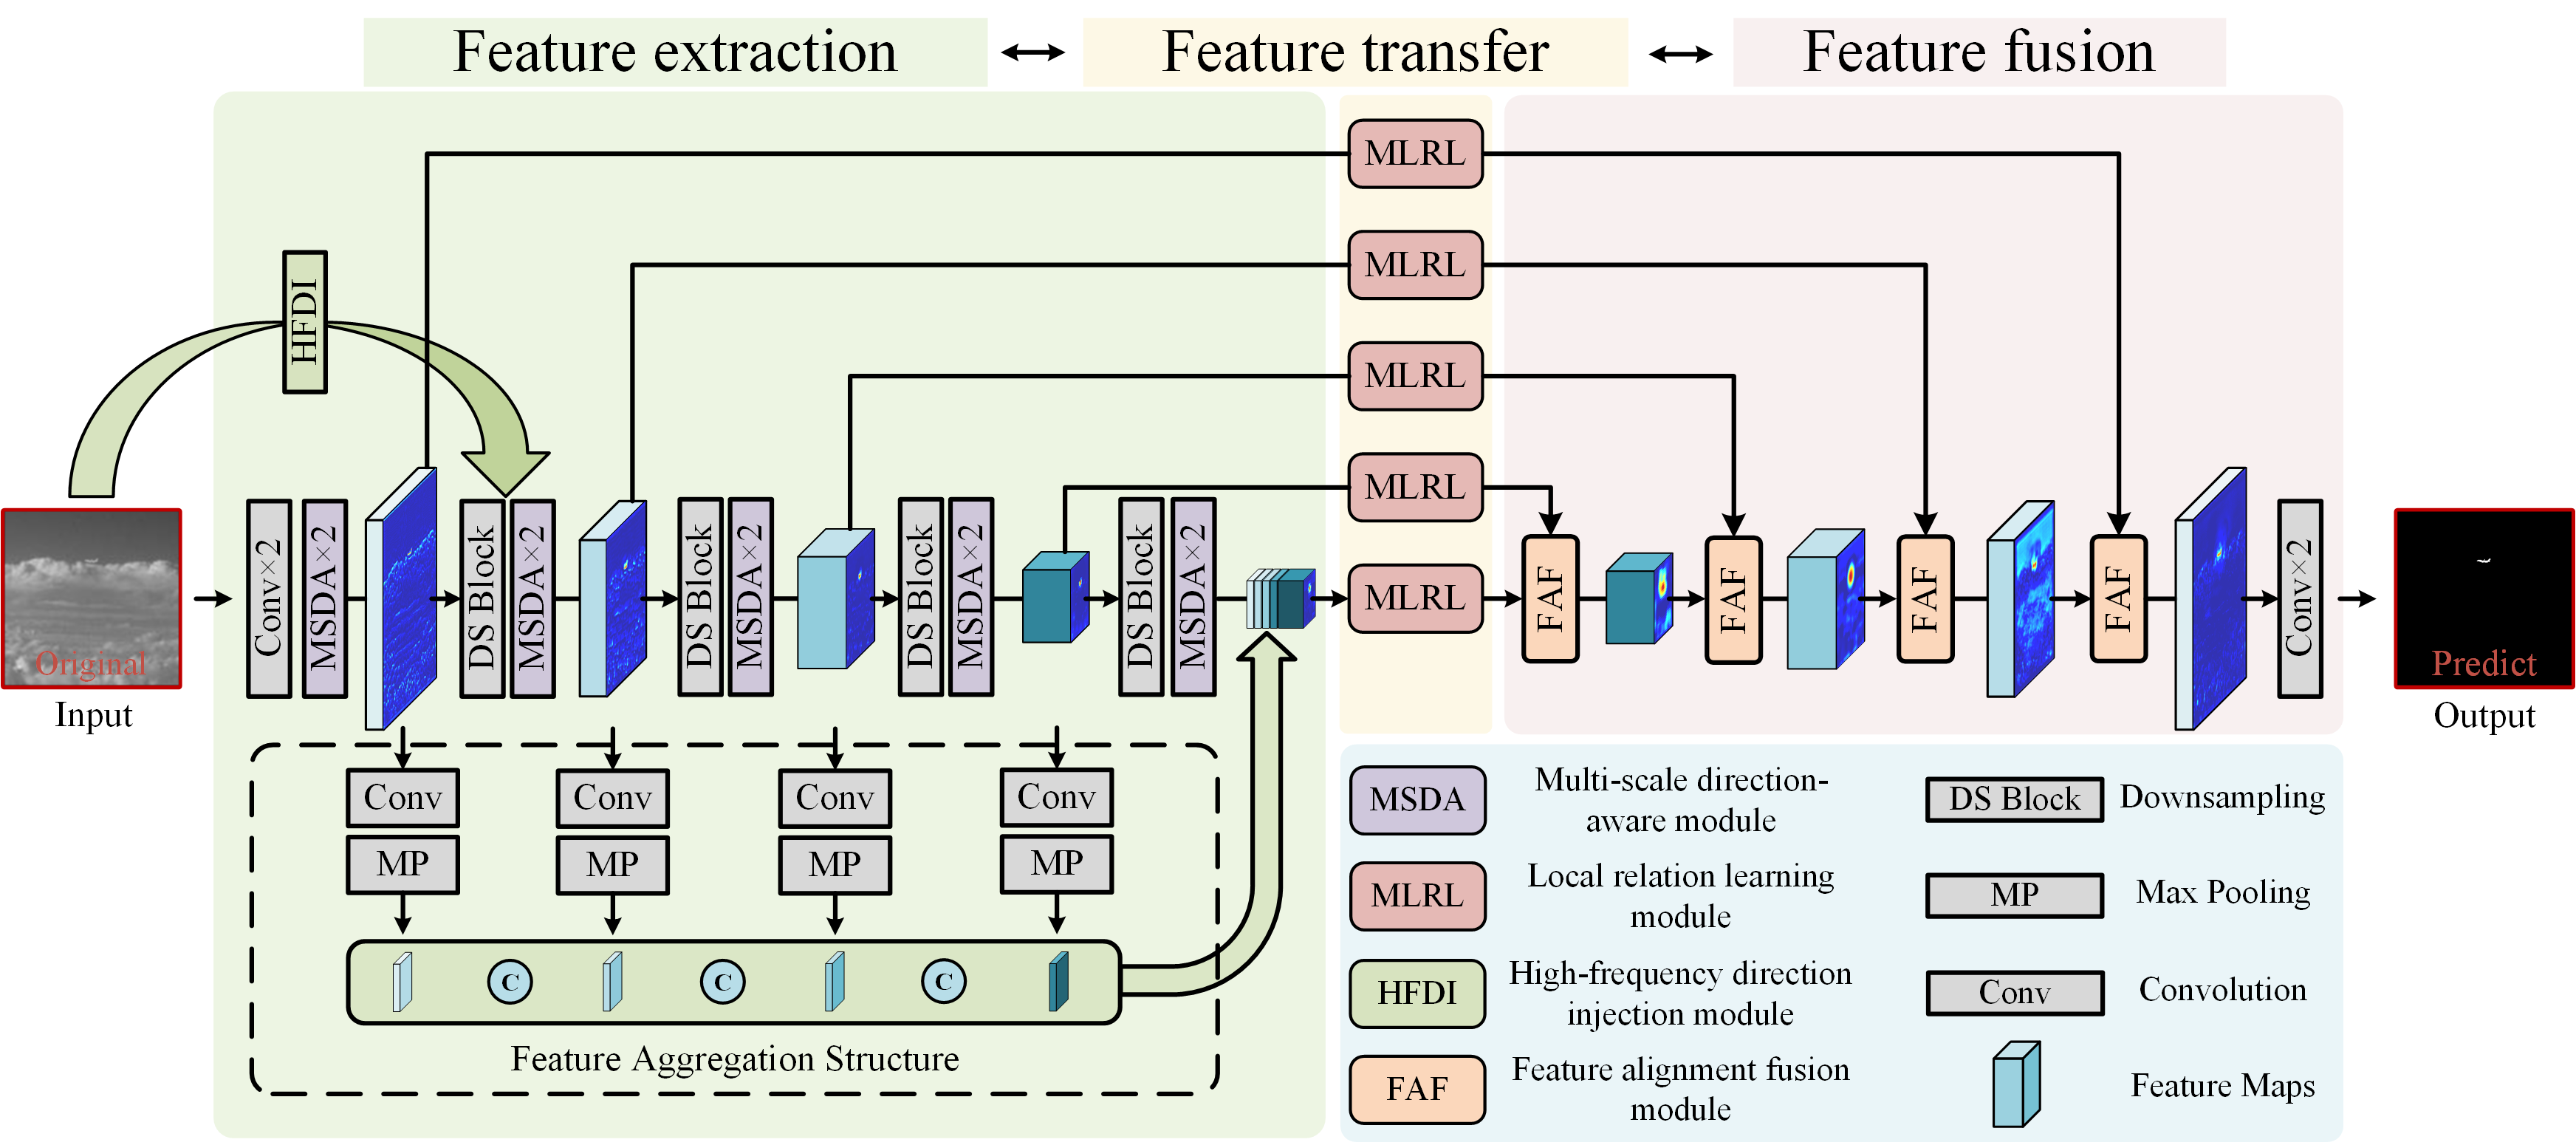 Feature extraction
Feature transfer
Feature fusion
MLRL
MLRL
MLRL
MLRL
MLRL
HFDI
Original
Input
Conv×2
MSDA×2
DS Block
MSDA×2
DS Block
MSDA×2
DS Block
MSDA×2
DS Block
MSDA×2
FAF
FAF
FAF
FAF
Conv×2
Predict
Output
Conv
Conv
Conv
Conv
MP
MP
MP
MP
C
C
C
Feature Aggregation Structure
MSDA
Multi-scale direction-
aware module
DS Block
Downsampling
MLRL
Local relation learning
module
MP
Max Pooling
HFDI
High-frequency direction
injection module
Conv
Convolution
FAF
Feature alignment fusion
module
Feature Maps